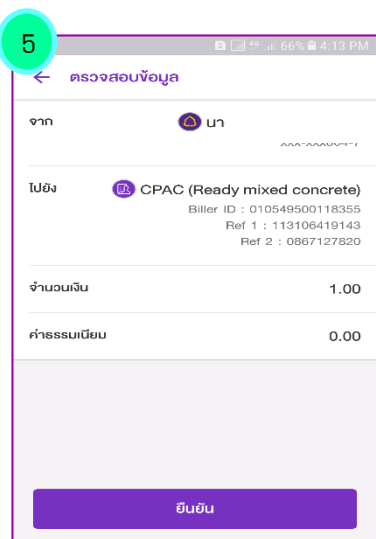 5
2 66% 4:13 PM
← ตรวจสอบข้อมูล
จาก นา
ไปยัง CPAC (Ready mixed concrete)
Biller ID : 010549500118355
Ref 1 : 113106419143
Ref 2 : 0867127820
จำนวนเงิน 1.00
ค่าธรรมเนียม 0.00
ยืนยัน